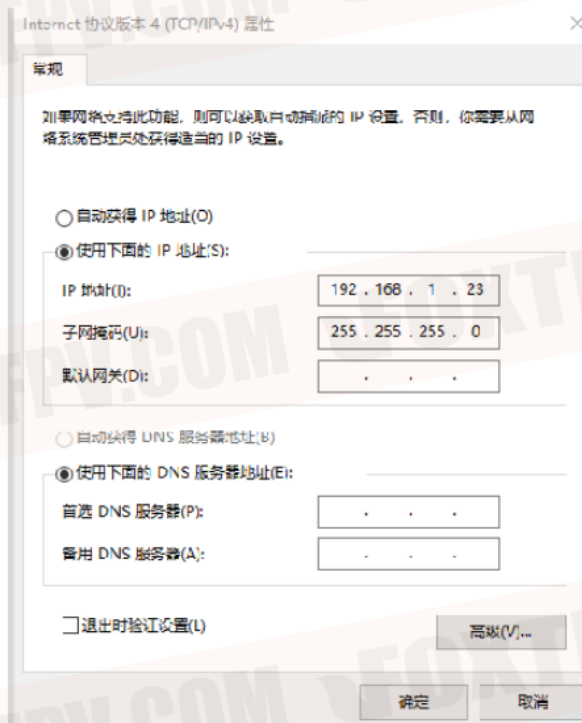 Internet 协议版本 4 (TCP/IPv4) 属性
常规
如果网络支持此功能，则可以获取自动指派的 IP 设置。否则，你需要从网
络系统管理员处获得适当的 IP 设置。
自动获得 IP 地址(O)
使用下面的 IP 地址(S):
IP 地址(I): 192 . 168 . 1 . 23
子网掩码(U): 255 . 255 . 255 . 0
默认网关(D): . . .
自动获得 DNS 服务器地址(B)
使用下面的 DNS 服务器地址(E):
首选 DNS 服务器(P): . . .
备用 DNS 服务器(A): . . .
退出时验证设置(L)
高级(V)...
确定 取消
FPV.COM
FOXT